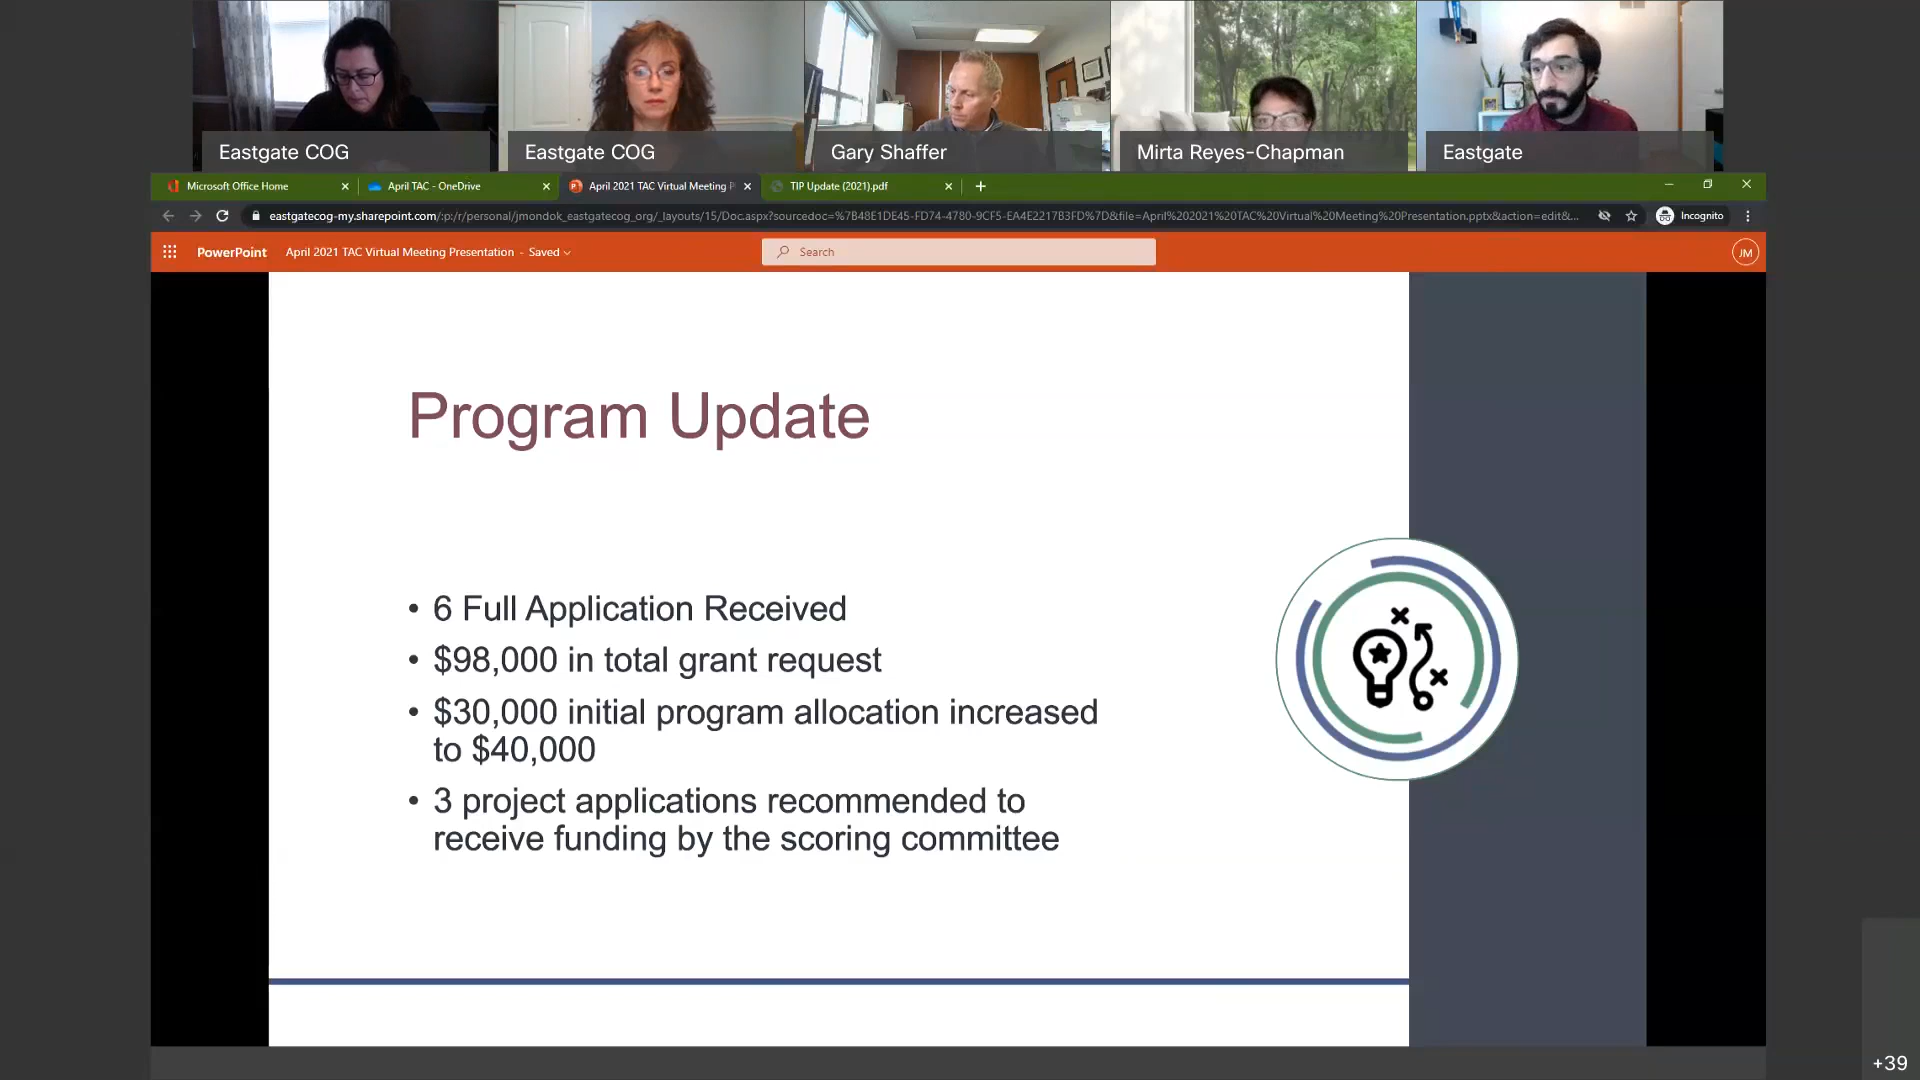 Eastgate COG
Eastgate COG
Gary Shaffer
Mirta Reyes-Chapman
Eastgate
Microsoft Office Home
April TAC - OneDrive
April 2021 TAC Virtual Meeting P
TIP Update (2021).pdf
eastgatecog-my.sharepoint.com/:p:/r/personal/jmondok_eastgatecog_org/_layouts/15/Doc.aspx?sourcedoc=%7B48E1DE45-FD74-4780-9CF5-EA4E2217B3FD%7D&file=April%202021%20TAC%20Virtual%20Meeting%20Presentation.pptx&action=edit&...
Incognito
PowerPoint
April 2021 TAC Virtual Meeting Presentation - Saved
Search
JM
Program Update
• 6 Full Application Received
• $98,000 in total grant request
• $30,000 initial program allocation increased
to $40,000
• 3 project applications recommended to
receive funding by the scoring committee
+39